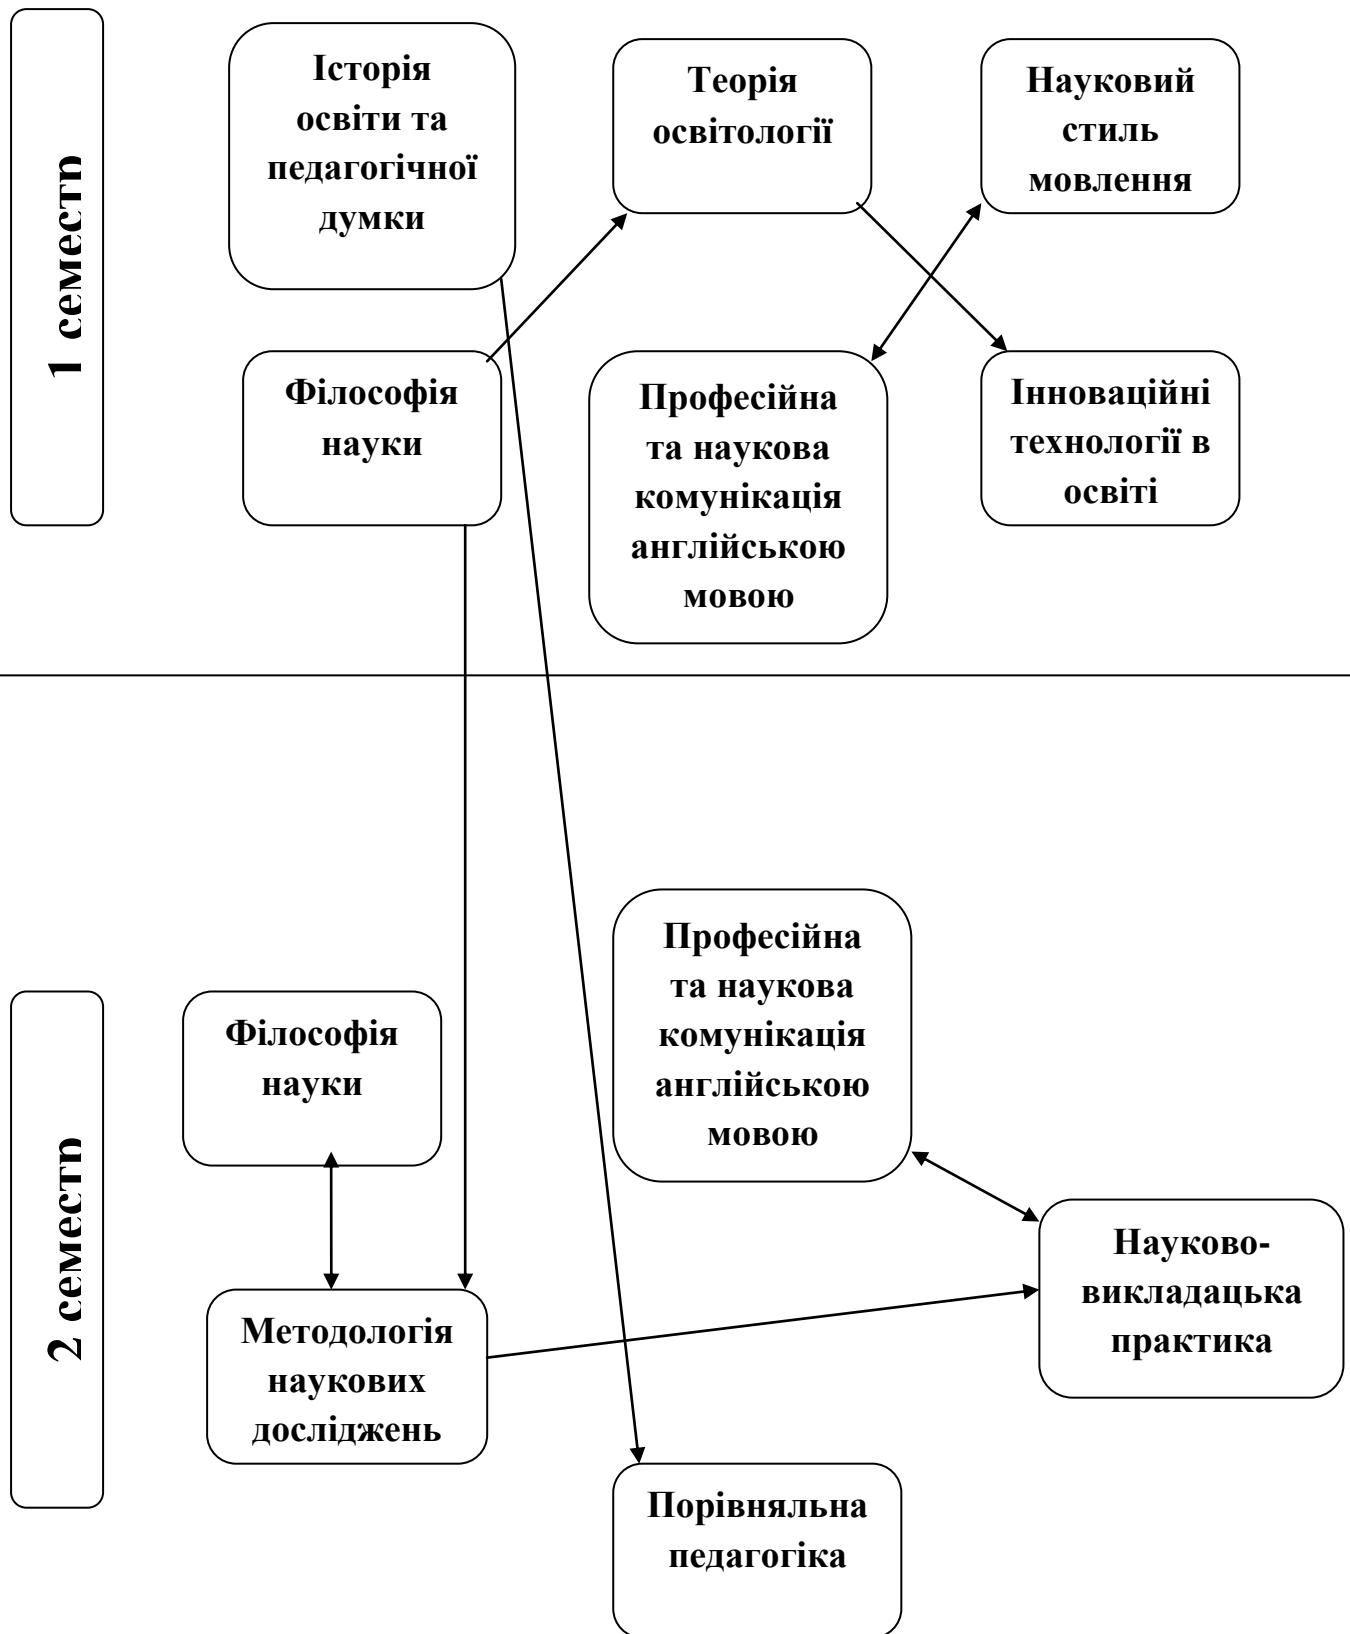 1 семестр
Історія
освіти та
педагогічної
думки
Теорія
освітології
Науковий
стиль
мовлення
Філософія
науки
Професійна
та наукова
комунікація
англійською
мовою
Інноваційні
технології в
освіті
2 семестр
Філософія
науки
Професійна
та наукова
комунікація
англійською
мовою
Науково-
викладацька
практика
Методологія
наукових
досліджень
Порівняльна
педагогіка